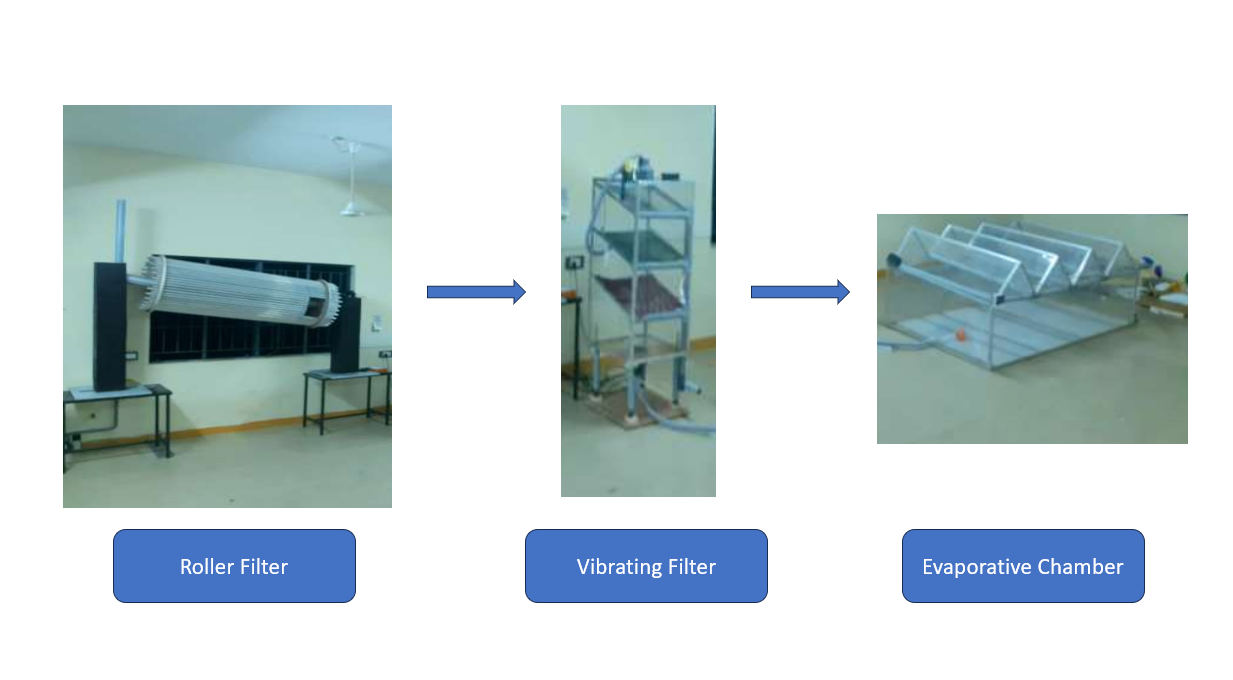 Roller Filter
Vibrating Filter
Evaporative Chamber